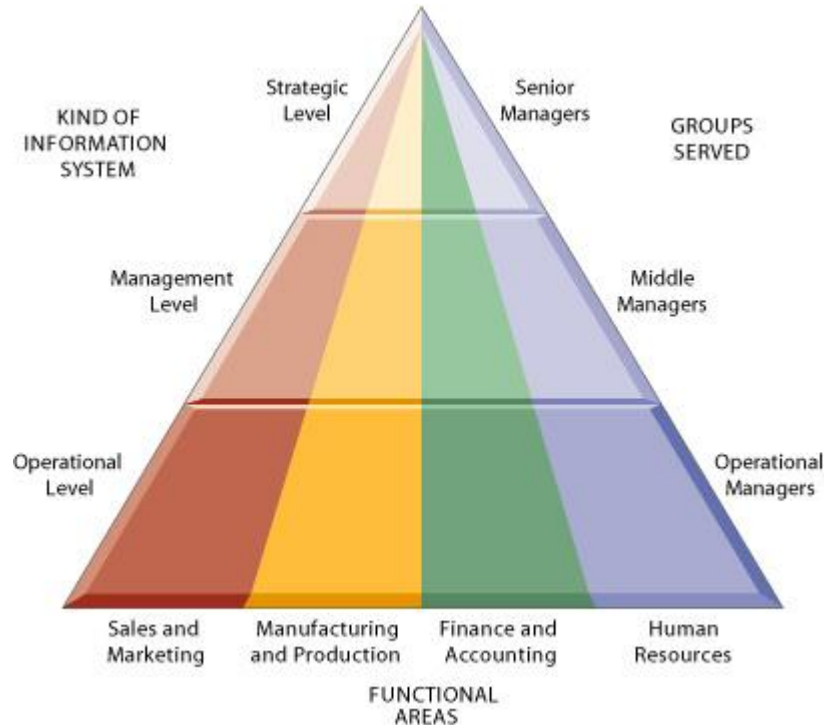 Strategic
Level
Senior
Managers
KIND OF
INFORMATION
SYSTEM
GROUPS
SERVED
Management
Level
Middle
Managers
Operational
Level
Operational
Managers
Sales and
Marketing
Manufacturing
and Production
Finance and
Accounting
Human
Resources
FUNCTIONAL
AREAS